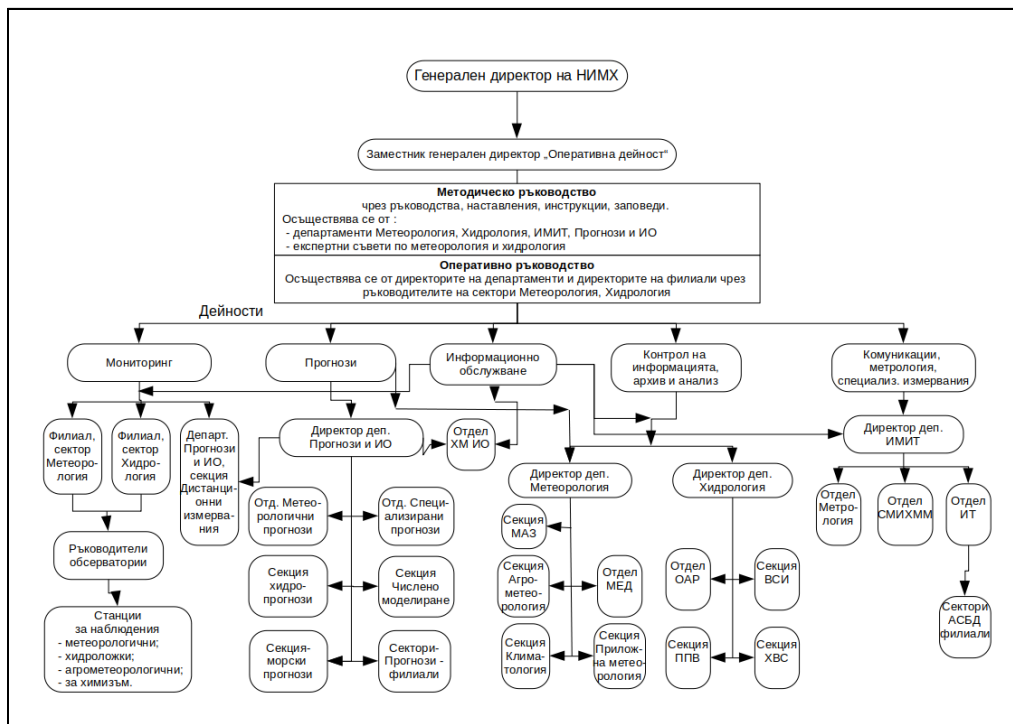 Генерален директор на НИМХ
Заместник генерален директор „Оперативна дейност“
Методическо ръководство
чрез ръководства, наставления, инструкции, заповеди.
Осъществява се от :
- департаменти Метеорология, Хидрология, ИМИТ, Прогнози и ИО
- експертни съвети по метеорология и хидрология
Оперативно ръководство
Осъществява се от директорите на департаменти и директорите на филиали чрез
ръководителите на сектори Метеорология, Хидрология
Дейности
Мониторинг
Прогнози
Информационно
обслужване
Контрол на
информацията,
архив и анализ
Комуникации,
метрология,
специализ. измервания
Филиал,
сектор
Метеоро-
логия
Филиал,
сектор
Хидро-
логия
Департ.
Прогнози
и ИО,
секция
Дистанци-
онни
измерва-
ния
Директор деп.
Прогнози и ИО
Отдел
ХМ ИО
Директор деп.
Метеорология
Директор деп.
Хидрология
Директор деп.
ИМИТ
Отд. Метео-
рологични
прогнози
Отд. Специ-
ализирани
прогнози
Секция
хидро-
прогнози
Секция
Числено
моделиране
Секция-
морски
прогнози
Сектори-
Прогнози -
филиали
Ръководители
обсерватории
Станции
за наблюдения
- метеорологични;
- хидроложки;
- агрометеорологични;
- за химизъм.
Секция
МАЗ
Секция
Агро-
метео-
рология
Отдел
МЕД
Секция
Клима-
тология
Секция
Прилож-
на метео-
рология
Отдел
ОАР
Секция
ВСИ
Секция
ППВ
Секция
ХВС
Отдел
Метро-
логия
Отдел
СМИХММ
Отдел
ИТ
Сектори
АСБД
филиали